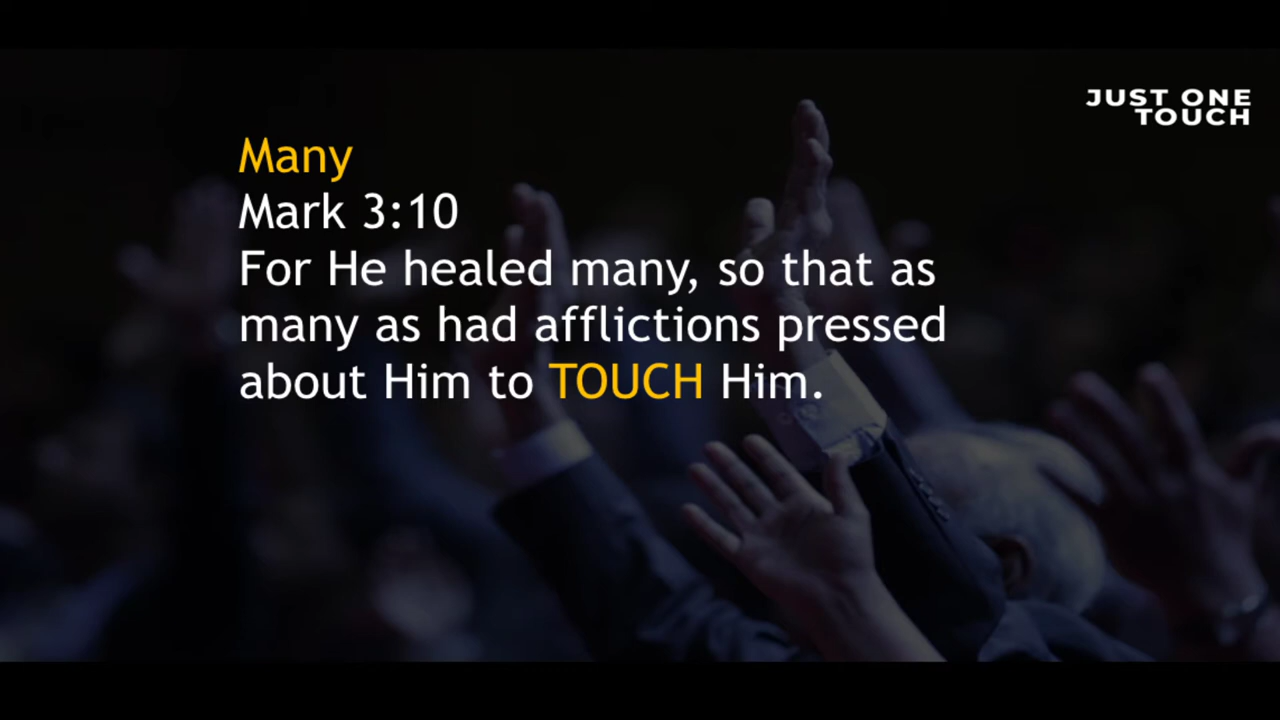 JUST ONE
TOUCH
Many
Mark 3:10
For He healed many, so that as
many as had afflictions pressed
about Him to TOUCH Him.